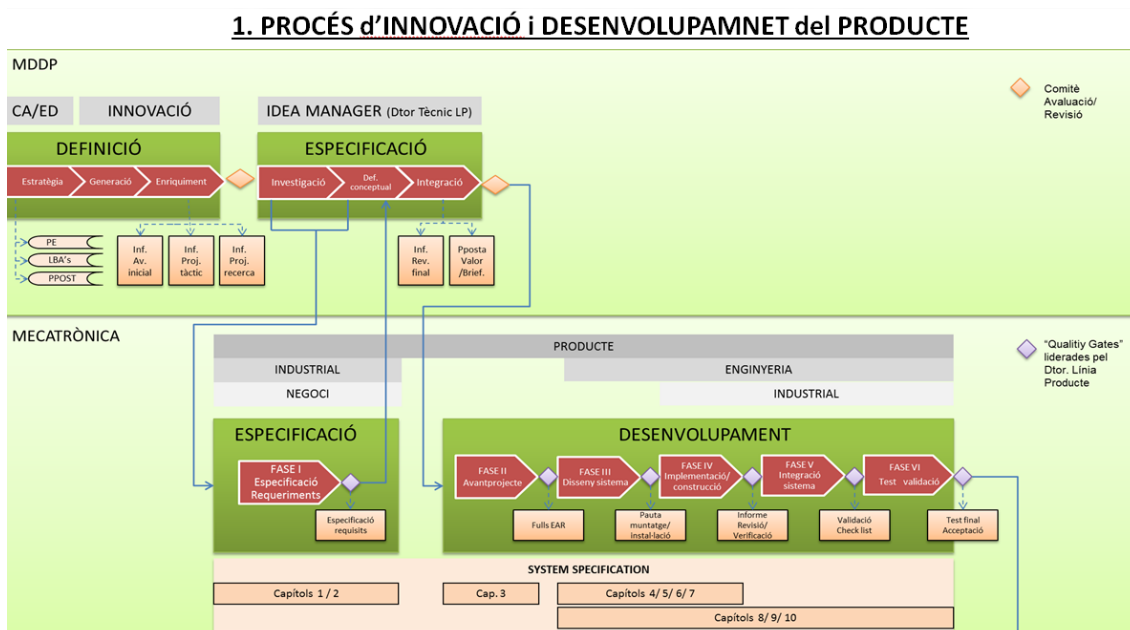 1. PROCÉS d'INNOVACIÓ i DESENVOLUPAMNET del PRODUCTE
MDDP
Comitè
Avaluació/
Revisió
CA/ED
INNOVACIÓ
IDEA MANAGER (Dtor Tècnic LP)
DEFINICIÓ
ESPECIFICACIÓ
Estratègia
Generació
Enriquiment
Investigació
Def.
conceptual
Integració
PE
LBA's
PPOST
Inf.
Av.
inicial
Inf.
Proj.
tàctic
Inf.
Proj.
recerca
Inf.
Rev.
final
Pposta
Valor
/Brief.
MECATRÒNICA
"Qualitiy Gates"
liderades pel
Dtor. Línia
Producte
PRODUCTE
INDUSTRIAL
ENGINYERIA
NEGOCI
INDUSTRIAL
ESPECIFICACIÓ
DESENVOLUPAMENT
FASE I
Especificació
Requeriments
FASE II
Avantprojecte
FASE III
Disseny sistema
FASE IV
Implementació/
construcció
FASE V
Integració
sistema
FASE VI
Test validació
Especificació
requisits
Fulls EAR
Pauta
muntatge/
instal·lació
Informe
Revisió/
Verificació
Validació
Check list
Test final
Acceptació
SYSTEM SPECIFICATION
Capítols 1 / 2
Cap. 3
Capítols 4/ 5/ 6/ 7
Capítols 8/ 9/ 10